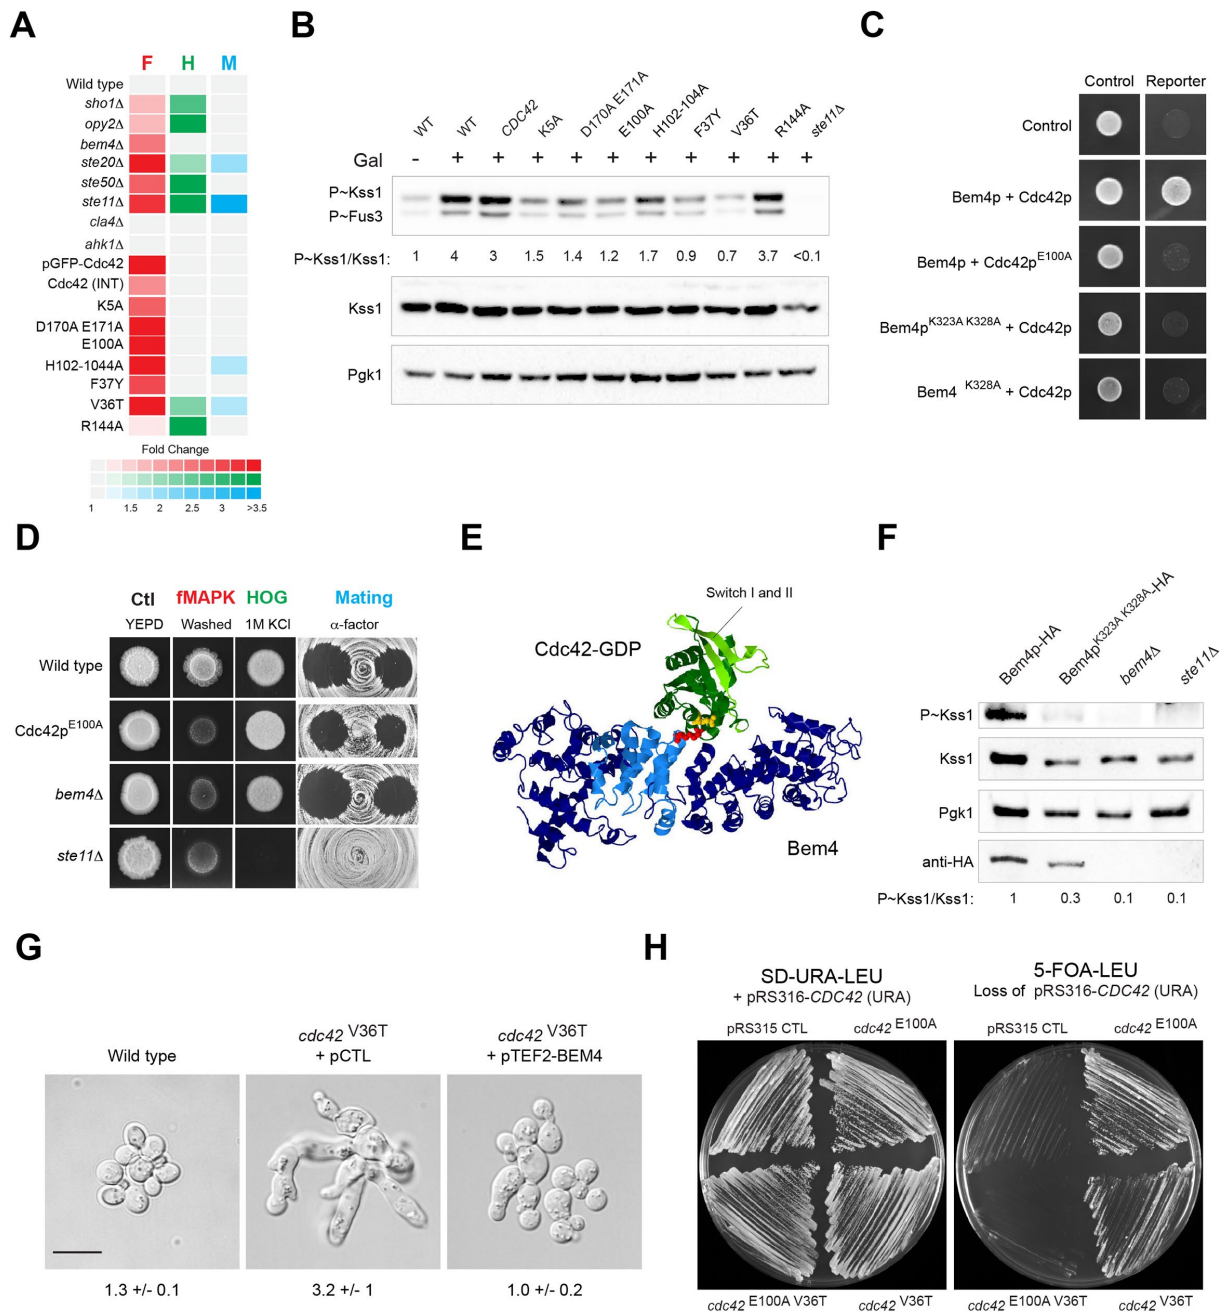 A
F H M
Wild type
sho1Δ
opy2Δ
bem4Δ
ste20Δ
ste50Δ
ste11Δ
cla4Δ
ahk1Δ
pGFP-Cdc42
Cdc42 (INT)
K5A
D170A E171A
E100A
H102-1044A
F37Y
V36T
R144A
Fold Change
1 1.5 2 2.5 3 >3.5
B
WT WT CDC42 K5A D170A E171A E100A H102-104A F37Y V36T R144A ste11Δ
Gal - + + + + + + + + + +
P~Kss1
P~Fus3
P~Kss1/Kss1: 1 4 3 1.5 1.4 1.2 1.7 0.9 0.7 3.7 <0.1
Kss1
Pgk1
C
Control Reporter
Control
Bem4p + Cdc42p
Bem4p + Cdc42pE100A
Bem4pK323A K328A + Cdc42p
Bem4 K328A + Cdc42p
D
Ctl fMAPK HOG Mating
YEPD Washed 1M KCl α-factor
Wild type
Cdc42pE100A
bem4Δ
ste11Δ
E
Switch I and II
Cdc42-GDP
Bem4
F
Bem4p-HA Bem4pK323A K328A-HA bem4Δ ste11Δ
P~Kss1
Kss1
Pgk1
anti-HA
P~Kss1/Kss1: 1 0.3 0.1 0.1
G
Wild type
cdc42 V36T
+ pCTL
cdc42 V36T
+ pTEF2-BEM4
1.3 +/- 0.1 3.2 +/- 1 1.0 +/- 0.2
H
SD-URA-LEU
+ pRS316-CDC42 (URA)
pRS315 CTL cdc42 E100A
cdc42 E100A V36T cdc42 V36T
5-FOA-LEU
Loss of pRS316-CDC42 (URA)
pRS315 CTL cdc42 E100A
cdc42 E100A V36T cdc42 V36T